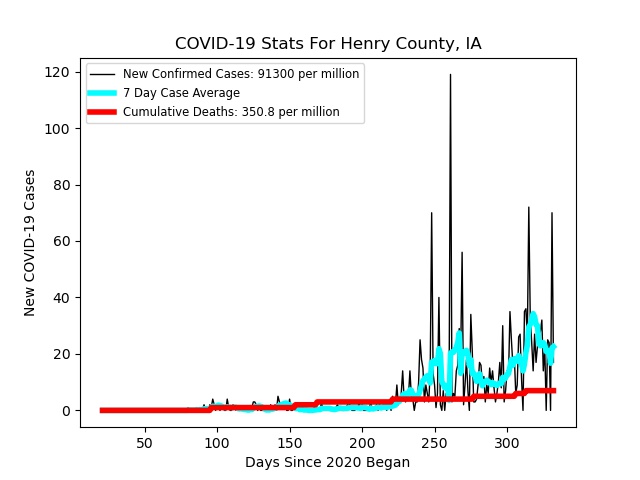 COVID-19 Stats For Henry County, IA
New Confirmed Cases: 91300 per million
7 Day Case Average
Cumulative Deaths: 350.8 per million
New COVID-19 Cases
120
100
80
60
40
20
0
50 100 150 200 250 300
Days Since 2020 Began